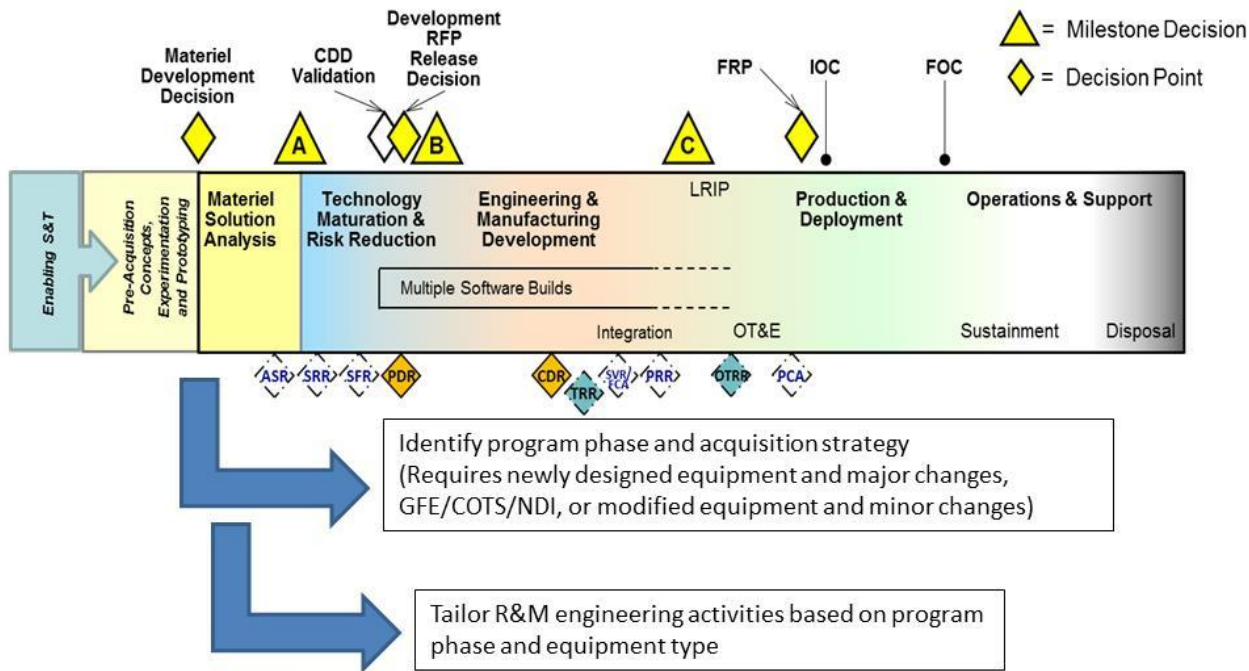 Materiel
Development
Decision
CDD
Validation
Development
RFP
Release
Decision
FRP
IOC
FOC
= Milestone Decision
= Decision Point
A
B
C
Enabling S&T
Pre-Acquisition
Concepts,
Experimentation
and Prototyping
Materiel
Solution
Analysis
Technology
Maturation &
Risk Reduction
Engineering &
Manufacturing
Development
LRIP
Production &
Deployment
Operations & Support
Multiple Software Builds
Integration
OT&E
Sustainment
Disposal
ASR
SRR
SFR
PDR
CDR
TRR
SVR/
FCA
PRR
OTRR
PCA
Identify program phase and acquisition strategy
(Requires newly designed equipment and major changes,
GFE/COTS/NDI, or modified equipment and minor changes)
Tailor R&M engineering activities based on program
phase and equipment type